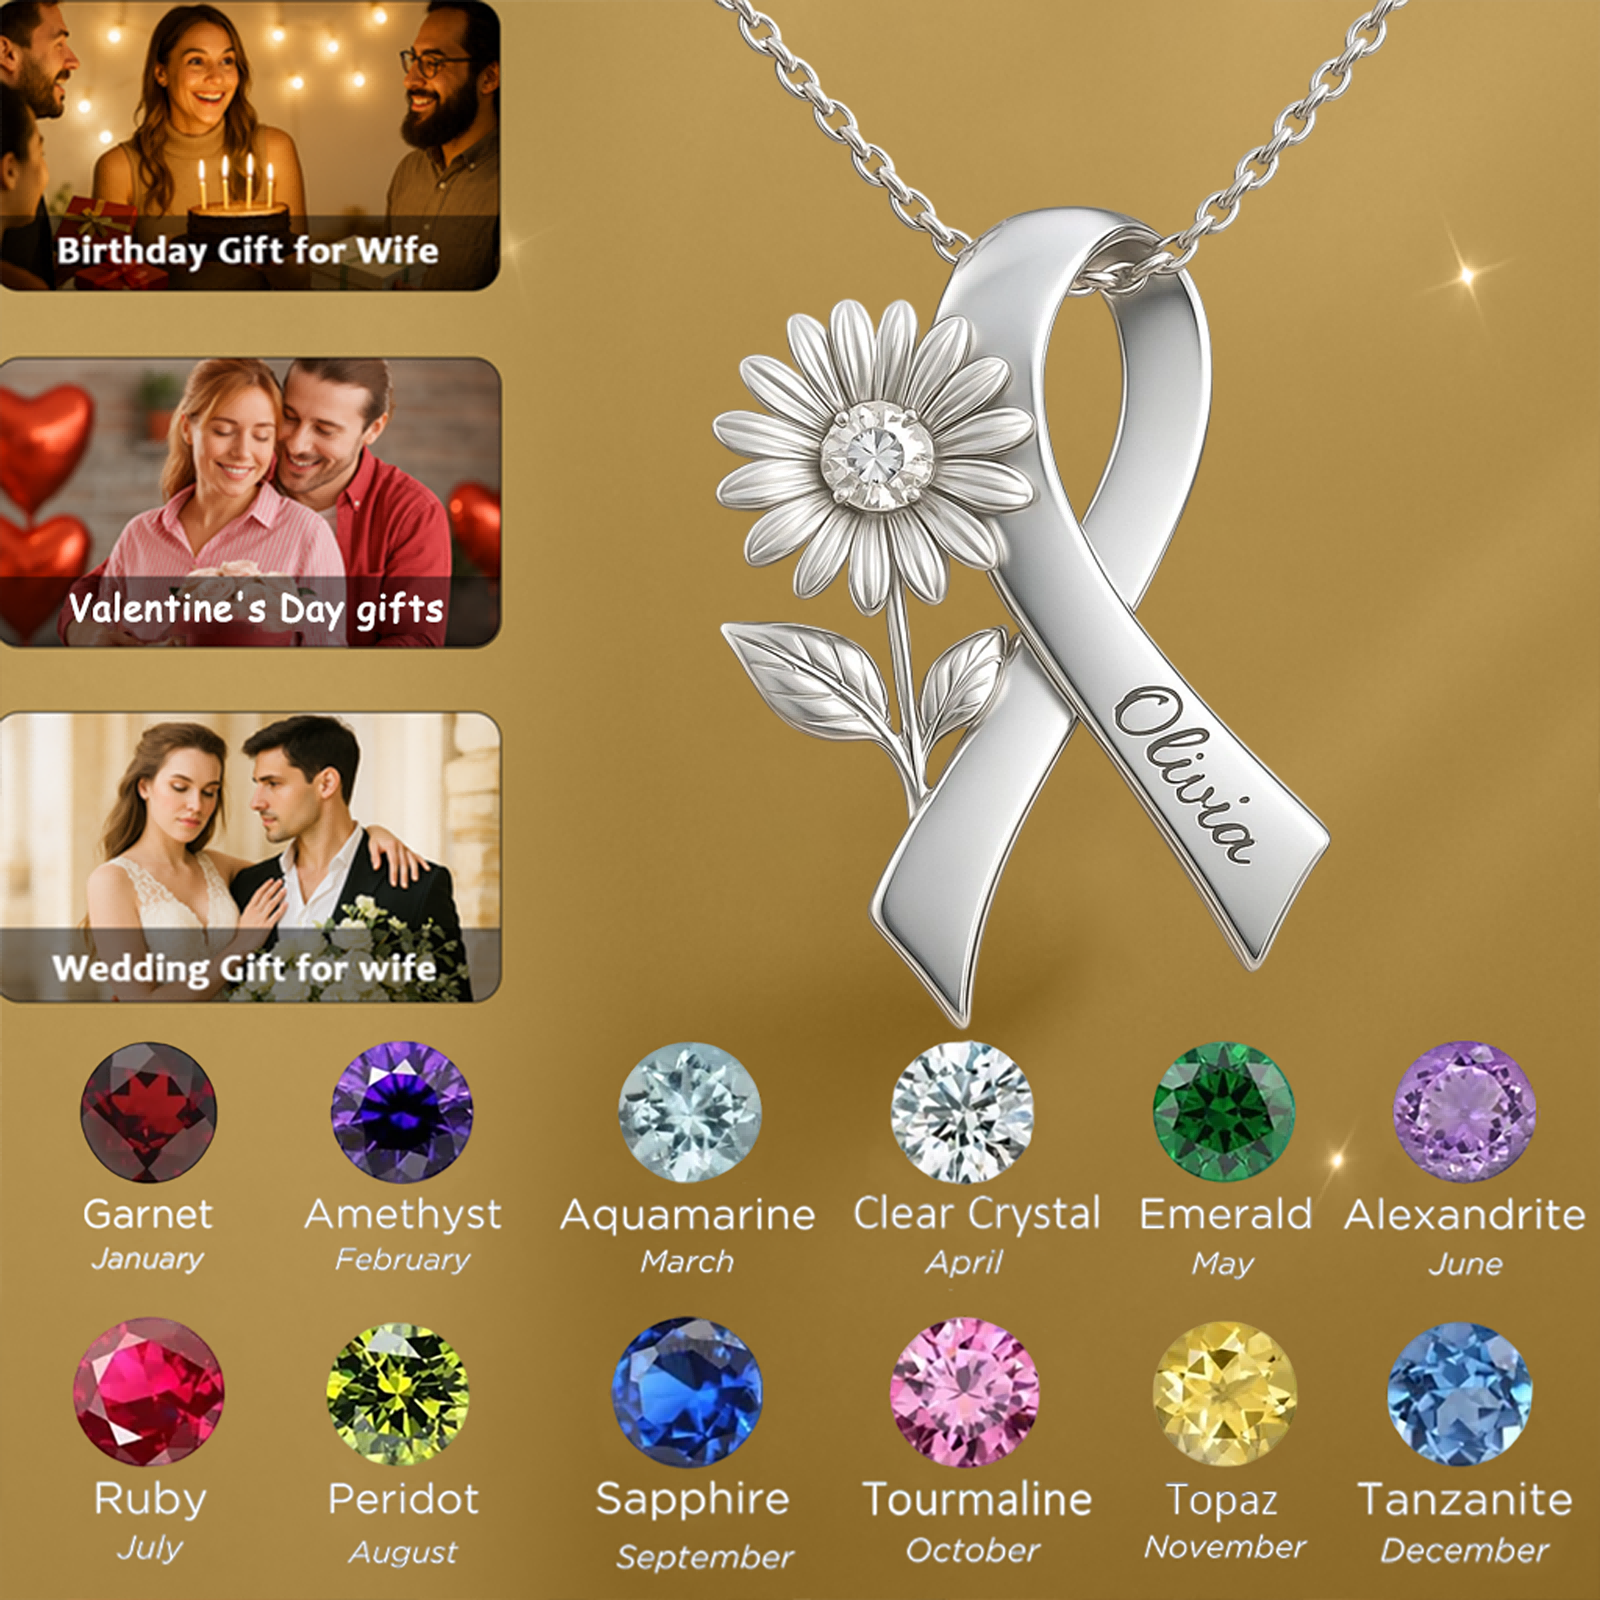 Birthday Gift for Wife
Valentine's Day gifts
Wedding Gift for wife
Olivia
Garnet
January
Amethyst
February
Aquamarine
March
Clear Crystal
April
Emerald
May
Alexandrite
June
Ruby
July
Peridot
August
Sapphire
September
Tourmaline
October
Topaz
November
Tanzanite
December